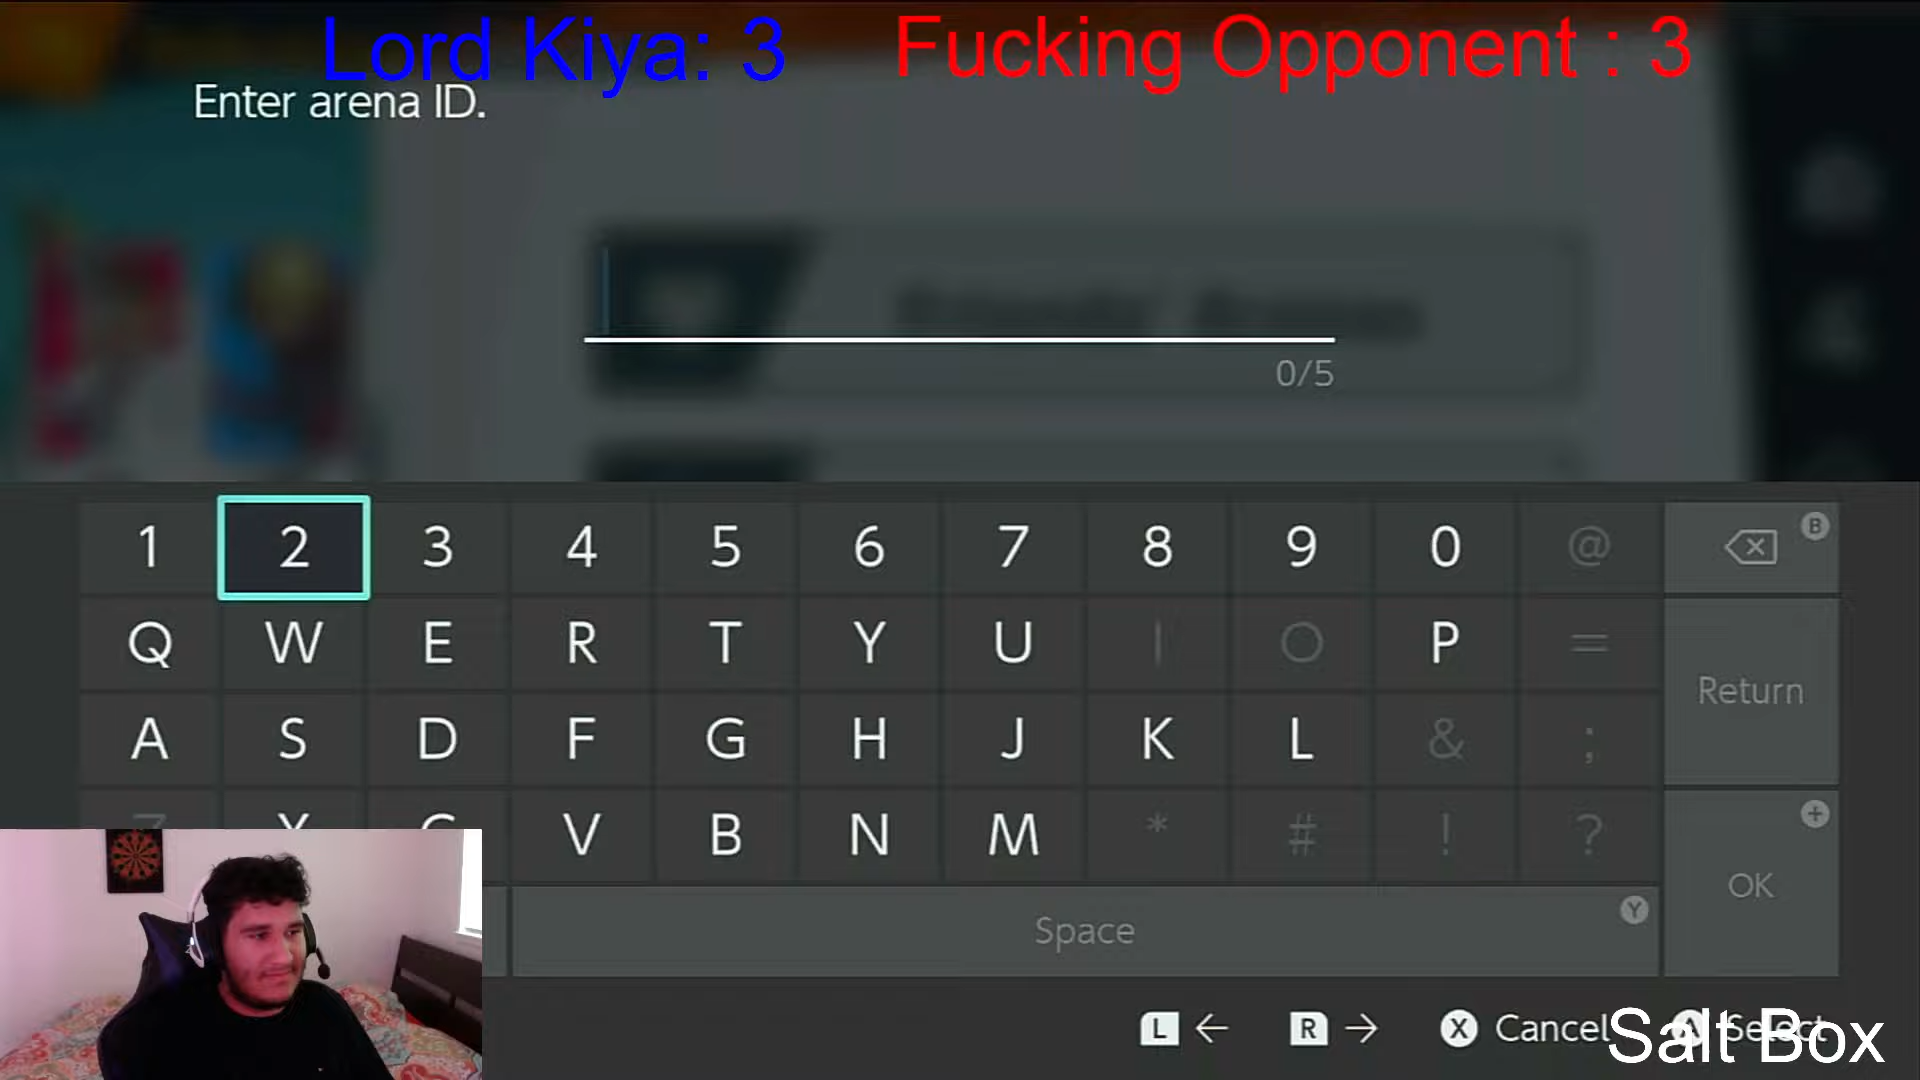 Lord Kiya: 3 Fucking Opponent : 3
Enter arena ID.
0/5
1 2 3 4 5 6 7 8 9 0 @ B
Q W E R T Y U I O P =
Return
A S D F G H J K L & ;
V B N M * # ! ? +
OK
Space Y
L ← R → X Cancel A Select
Salt Box